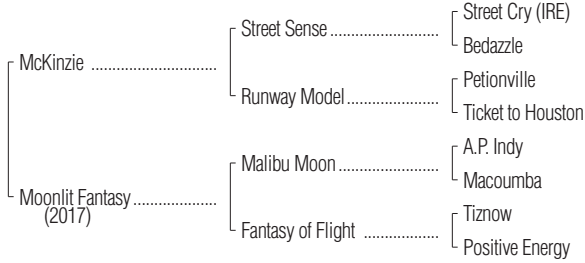 Street Cry (IRE)
Street Sense ........................
Bedazzle
McKinzie ............................
Petionville
Runway Model....................
Ticket to Houston
A.P. Indy
Malibu Moon ......................
Macoumba
Moonlit Fantasy ..................
(2017)
Tiznow
Fantasy of Flight ................
Positive Energy